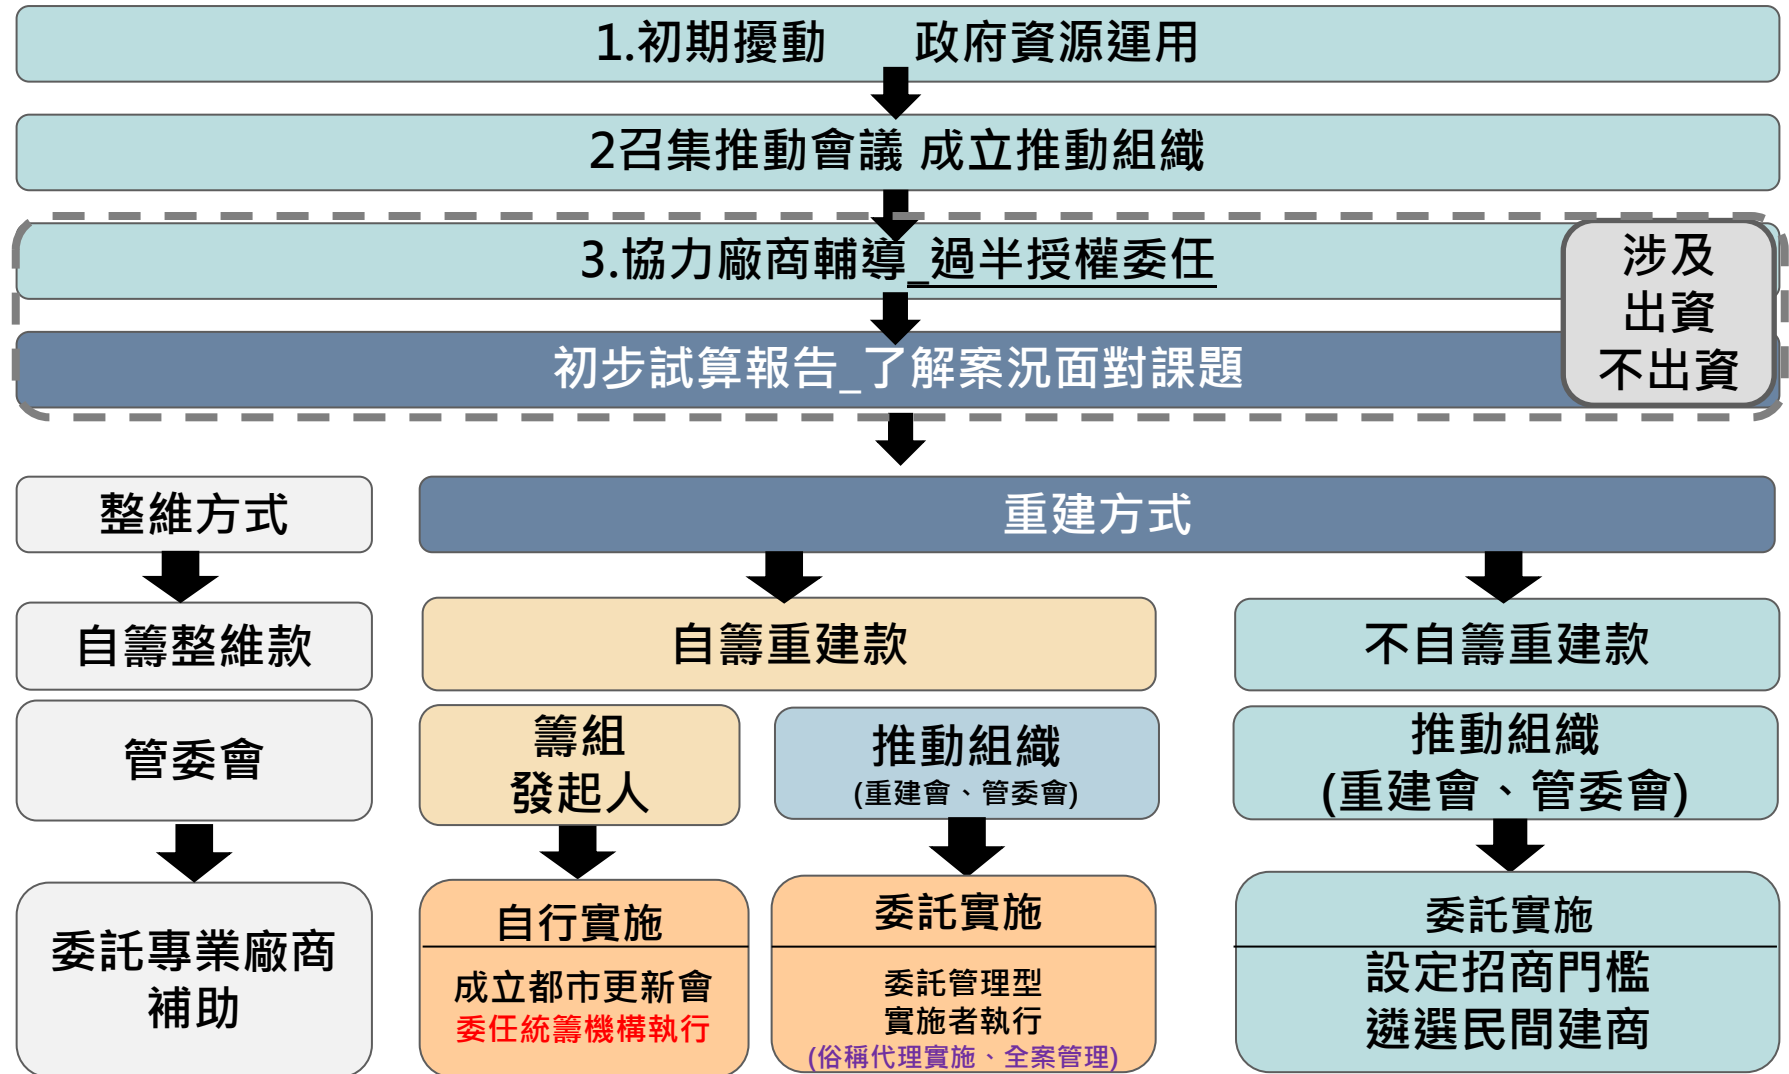 1.初期擾動 政府資源運用
2召集推動會議 成立推動組織
3.協力廠商輔導_過半授權委任
涉及
出資
不出資
初步試算報告_了解案況面對課題
整維方式
重建方式
自籌整維款
自籌重建款
不自籌重建款
管委會
籌組
發起人
推動組織
(重建會、管委會)
推動組織
(重建會、管委會)
委託專業廠商
補助
自行實施
成立都市更新會
委任統籌機構執行
委託實施
委託管理型
實施者執行
(俗稱代理實施、全案管理)
委託實施
設定招商門檻
遴選民間建商